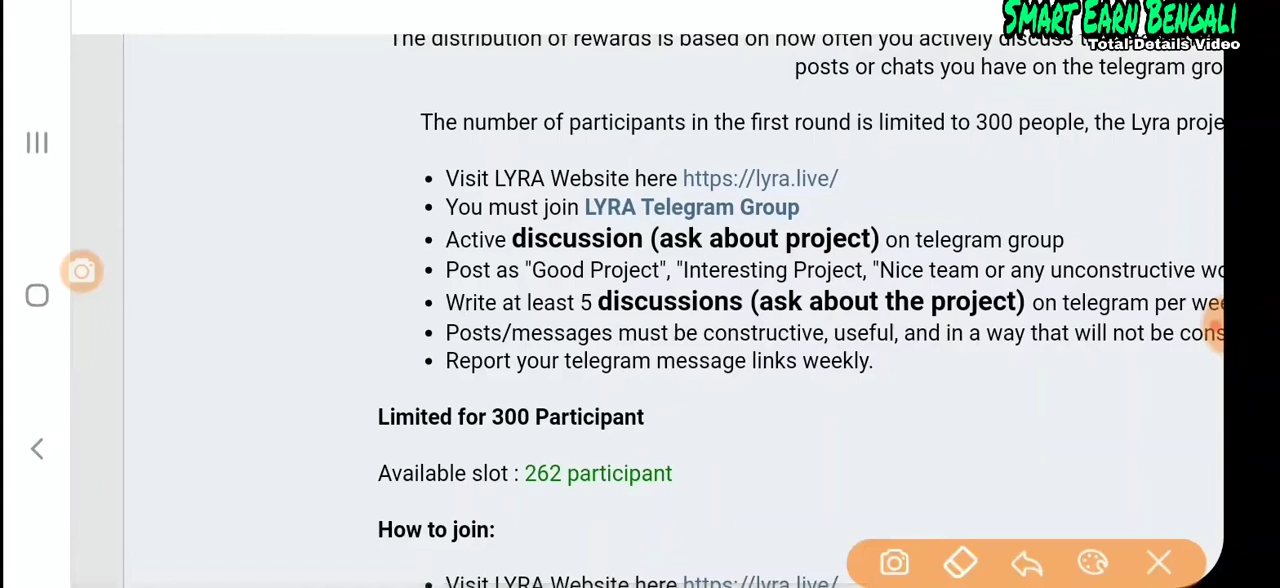 SMART EARN BENGALI
Total Details Video
The distribution of rewards is based on how often you actively discuss
posts or chats you have on the telegram gro
The number of participants in the first round is limited to 300 people, the Lyra proje
Visit LYRA Website here https://lyra.live/
You must join LYRA Telegram Group
Active discussion (ask about project) on telegram group
Post as "Good Project", "Interesting Project, "Nice team or any unconstructive wo
Write at least 5 discussions (ask about the project) on telegram per wee
Posts/messages must be constructive, useful, and in a way that will not be cons
Report your telegram message links weekly.
Limited for 300 Participant
Available slot : 262 participant
How to join:
Visit LYRA Website here https://lyra.live/